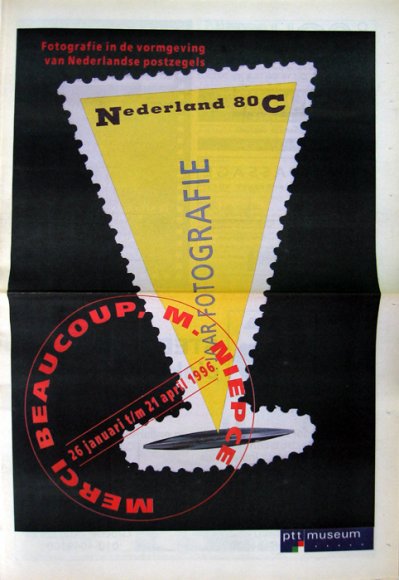 Fotografie in de vormgeving
van Nederlandse postzegels
Nederland 80C
JAAR FOTOGRAFIE
MERCI BEAUCOUP, M. NIEPCE
26 januari t/m 21 april 1996
ptt museum